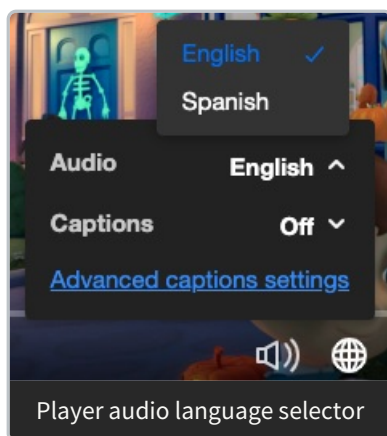 English
Spanish
Audio English
Captions Off
Advanced captions settings
Player audio language selector